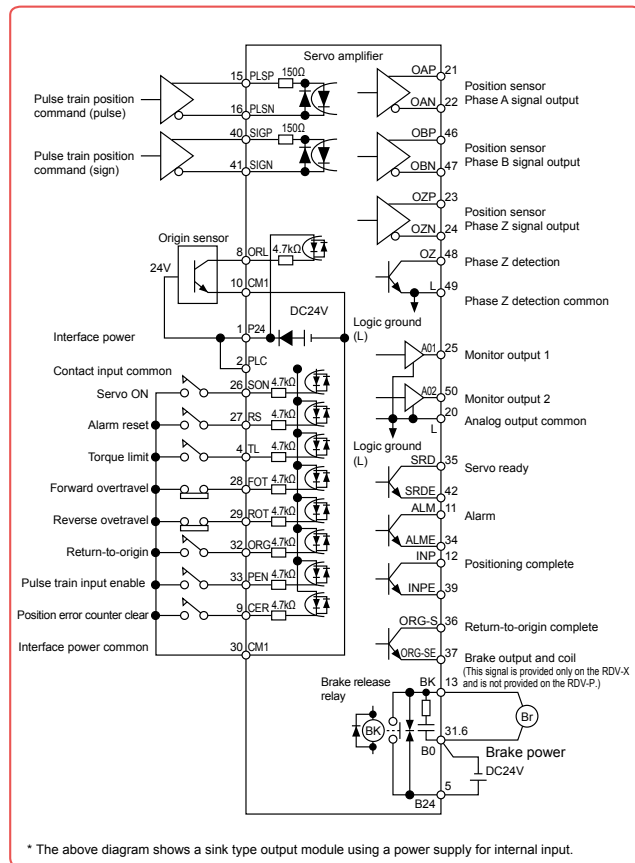 Servo amplifier
15 PLSP 150Ω
Pulse train position
command (pulse)
16 PLSN
40 SIGP 150Ω
Pulse train position
command (sign)
41 SIGN
Origin sensor
8 ORL 4.7kΩ
24V
10 CM1
DC24V
Interface power
1 P24
2 PLC
Contact input common
Servo ON 26 SON 4.7kΩ
Alarm reset 27 RS 4.7kΩ
Torque limit 4 TL 4.7kΩ
Forward overtravel 28 FOT 4.7kΩ
Reverse ovetravel 29 ROT 4.7kΩ
Return-to-origin 32 ORG 4.7kΩ
Pulse train input enable 33 PEN 4.7kΩ
Position error counter clear 9 CER 4.7kΩ
Interface power common 30 CM1
OAP 21
Position sensor
Phase A signal output
OAN 22
OBP 46
Position sensor
Phase B signal output
OBN 47
OZP 23
Position sensor
Phase Z signal output
OZN 24
OZ 48
Phase Z detection
L 49
Phase Z detection common
Logic ground
(L)
A01 25
Monitor output 1
A02 50
Monitor output 2
20
L
Analog output common
Logic ground
(L)
SRD 35
Servo ready
SRDE 42
ALM 11
Alarm
ALME 34
INP 12
Positioning complete
INPE 39
ORG-S 36
Return-to-origin complete
ORG-SE 37
Brake output and coil
(This signal is provided only on the RDV-X
and is not provided on the RDV-P.)
Brake release
relay
BK 13
BK
Br
31.6
B0
Brake power
DC24V
5
B24
* The above diagram shows a sink type output module using a power supply for internal input.